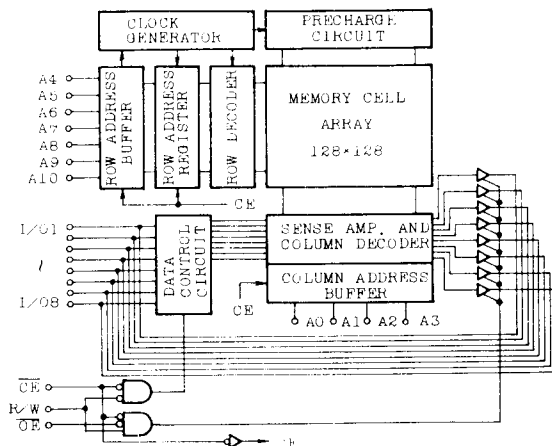 CLOCK
GENERATOR
PRECHARGE
CIRCUIT
A4
A5
A6
A7
A8
A9
A10
ROW ADDRESS
BUFFER
ROW ADDRESS
REGISTER
ROW DECODER
MEMORY CELL
ARRAY
128×128
CE
I/O1
~
I/O8
DATA
CONTROL
CIRCUIT
SENSE AMP. AND
COLUMN DECODER
COLUMN ADDRESS
BUFFER
CE
A0 A1 A2 A3
CE
R/W
OE
CE